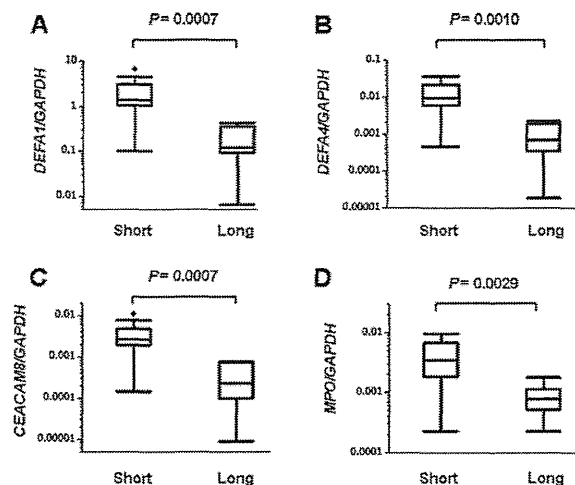 A
P = 0.0007
DEFA1/GAPDH
10
1
0.1
0.01
Short Long
B
P = 0.0010
DEFA4/GAPDH
0.1
0.01
0.001
0.0001
0.00001
Short Long
C
P = 0.0007
CEACAM8/GAPDH
0.01
0.001
0.0001
0.00001
Short Long
D
P = 0.0029
MPO/GAPDH
0.01
0.001
0.0001
Short Long